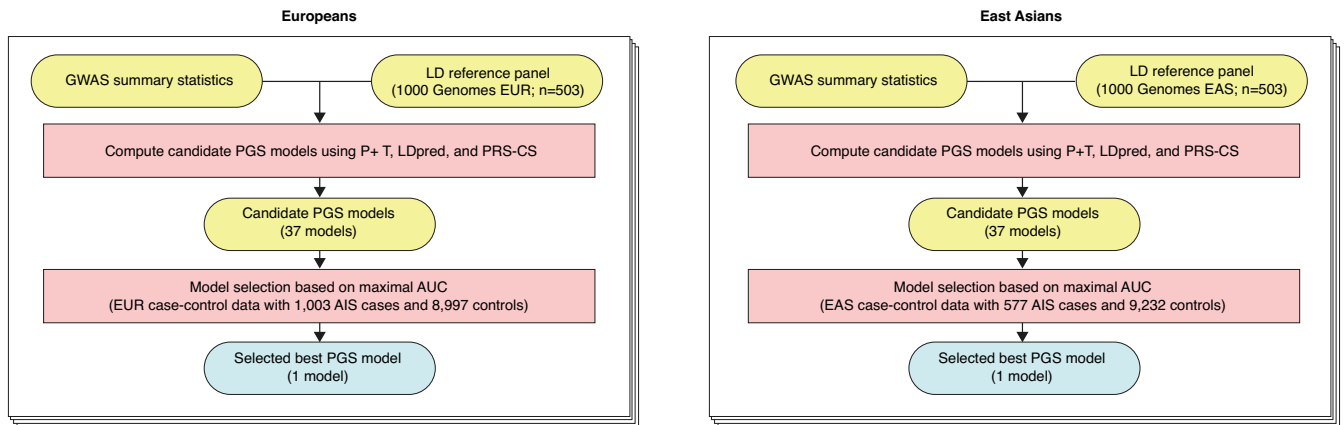 Europeans
GWAS summary statistics
LD reference panel
(1000 Genomes EUR; n=503)
Compute candidate PGS models using P+ T, LDpred, and PRS-CS
Candidate PGS models
(37 models)
Model selection based on maximal AUC
(EUR case-control data with 1,003 AIS cases and 8,997 controls)
Selected best PGS model
(1 model)
East Asians
GWAS summary statistics
LD reference panel
(1000 Genomes EAS; n=503)
Compute candidate PGS models using P+T, LDpred, and PRS-CS
Candidate PGS models
(37 models)
Model selection based on maximal AUC
(EAS case-control data with 577 AIS cases and 9,232 controls)
Selected best PGS model
(1 model)